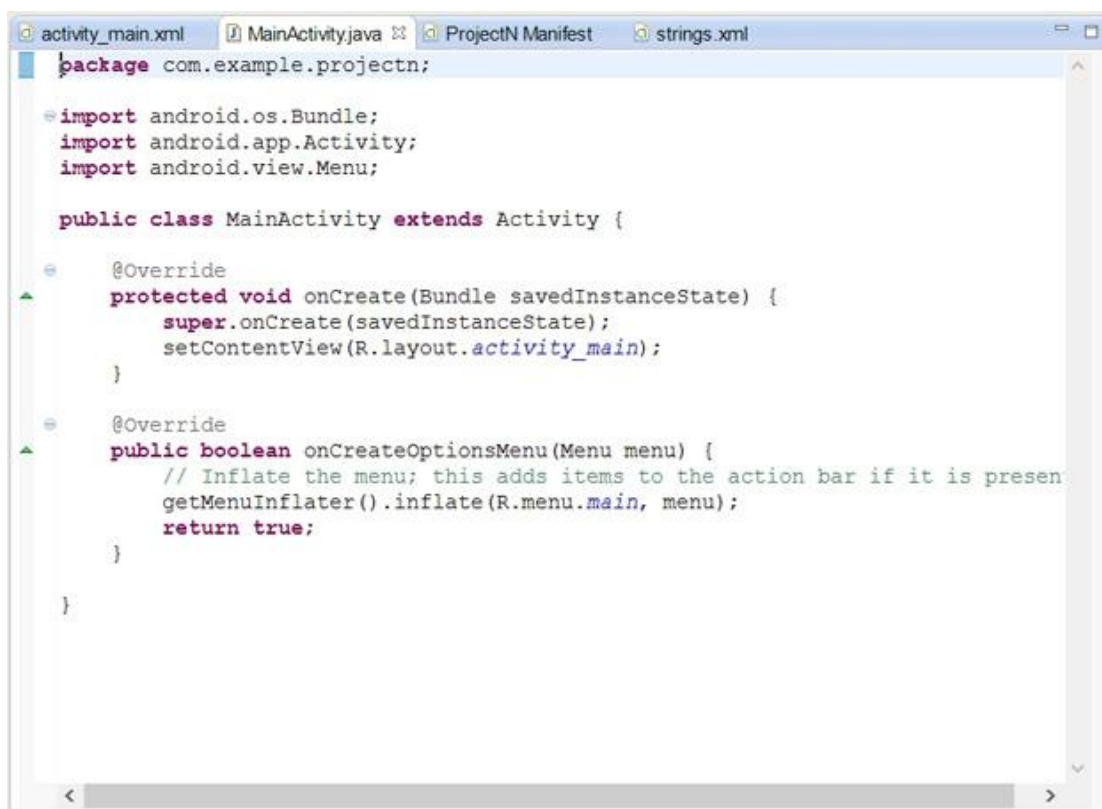 activity_main.xml MainActivity.java ProjectN Manifest strings.xml
package com.example.projectn;
import android.os.Bundle;
import android.app.Activity;
import android.view.Menu;
public class MainActivity extends Activity {
@Override
protected void onCreate(Bundle savedInstanceState) {
super.onCreate(savedInstanceState);
setContentView(R.layout.activity_main);
}
@Override
public boolean onCreateOptionsMenu(Menu menu) {
// Inflate the menu; this adds items to the action bar if it is presen
getMenuInflater().inflate(R.menu.main, menu);
return true;
}
}